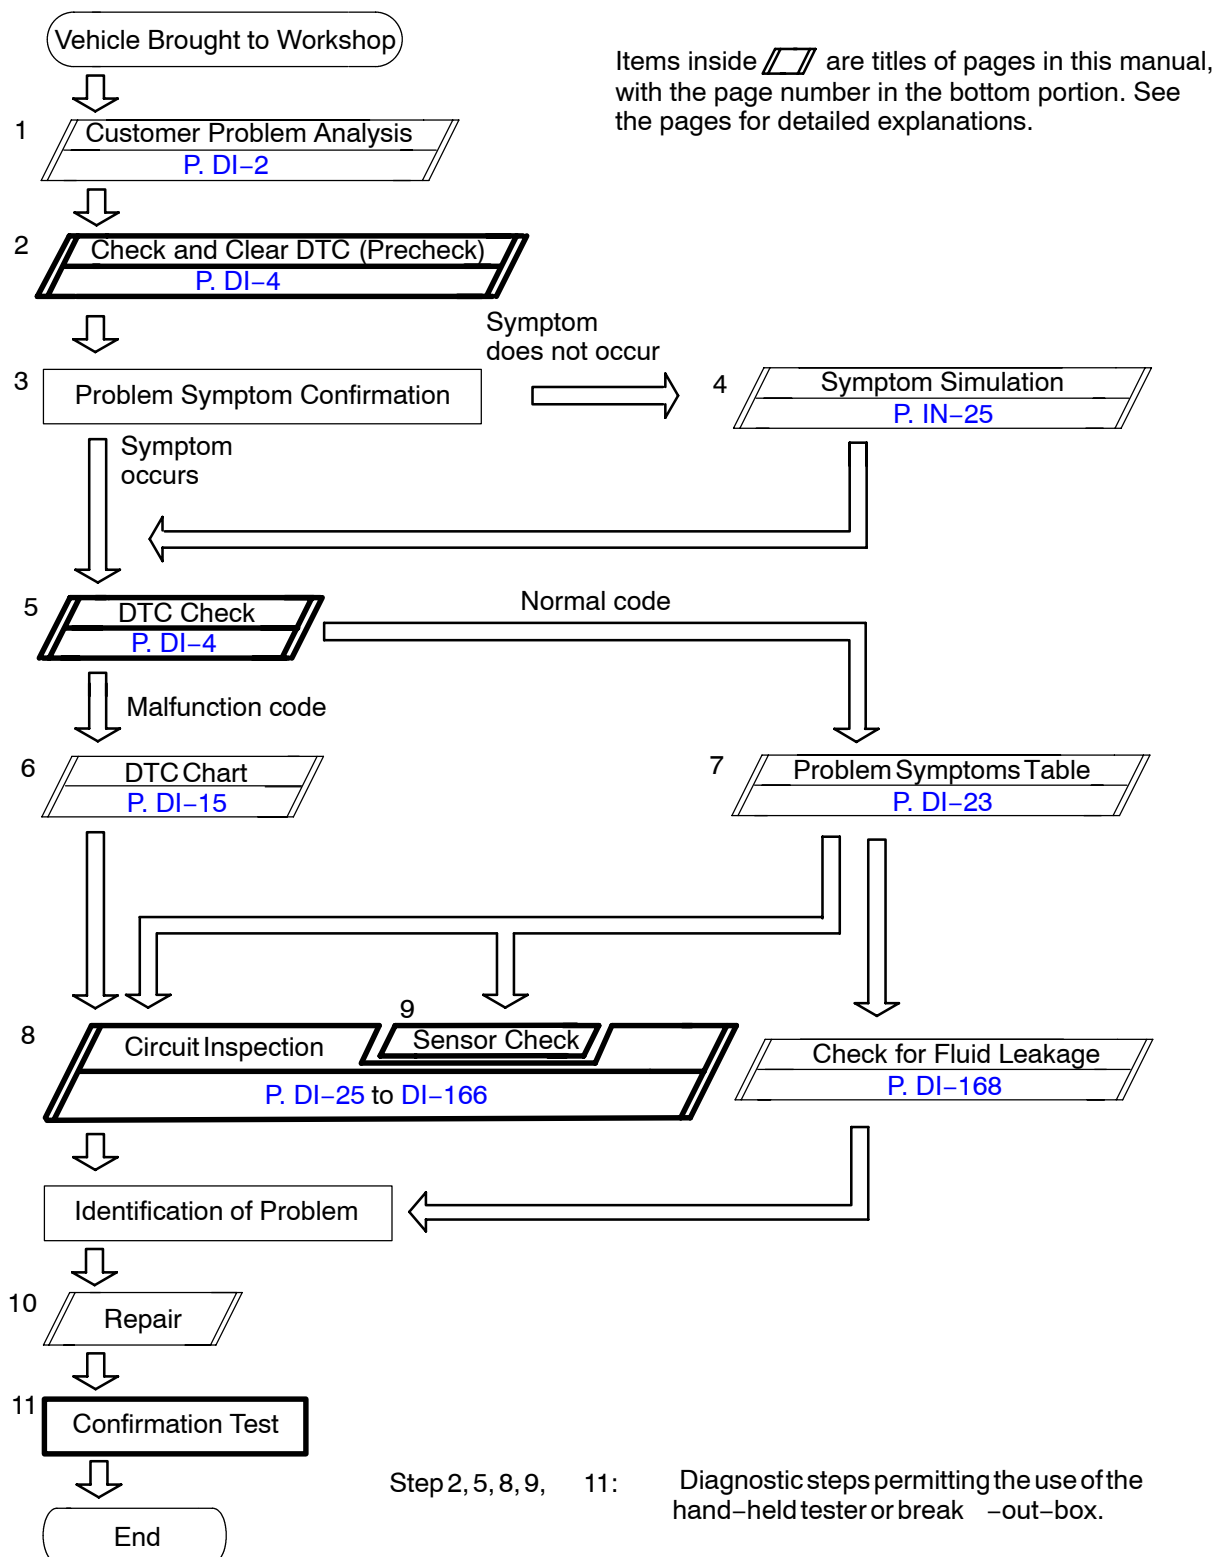 Vehicle Brought to Workshop
Items inside are titles of pages in this manual,
with the page number in the bottom portion. See
the pages for detailed explanations.
1
Customer Problem Analysis
P. DI–2
2
Check and Clear DTC (Precheck)
P. DI–4
Symptom
does not occur
3
Problem Symptom Confirmation
4
Symptom Simulation
P. IN–25
Symptom
occurs
5
DTC Check
P. DI–4
Normal code
Malfunction code
6
DTC Chart
P. DI–15
7
Problem Symptoms Table
P. DI–23
8
Circuit Inspection
9
Sensor Check
P. DI–25 to DI–166
Check for Fluid Leakage
P. DI–168
Identification of Problem
10
Repair
11
Confirmation Test
Step 2, 5, 8, 9, 11:
Diagnostic steps permitting the use of the
hand–held tester or break –out–box.
End